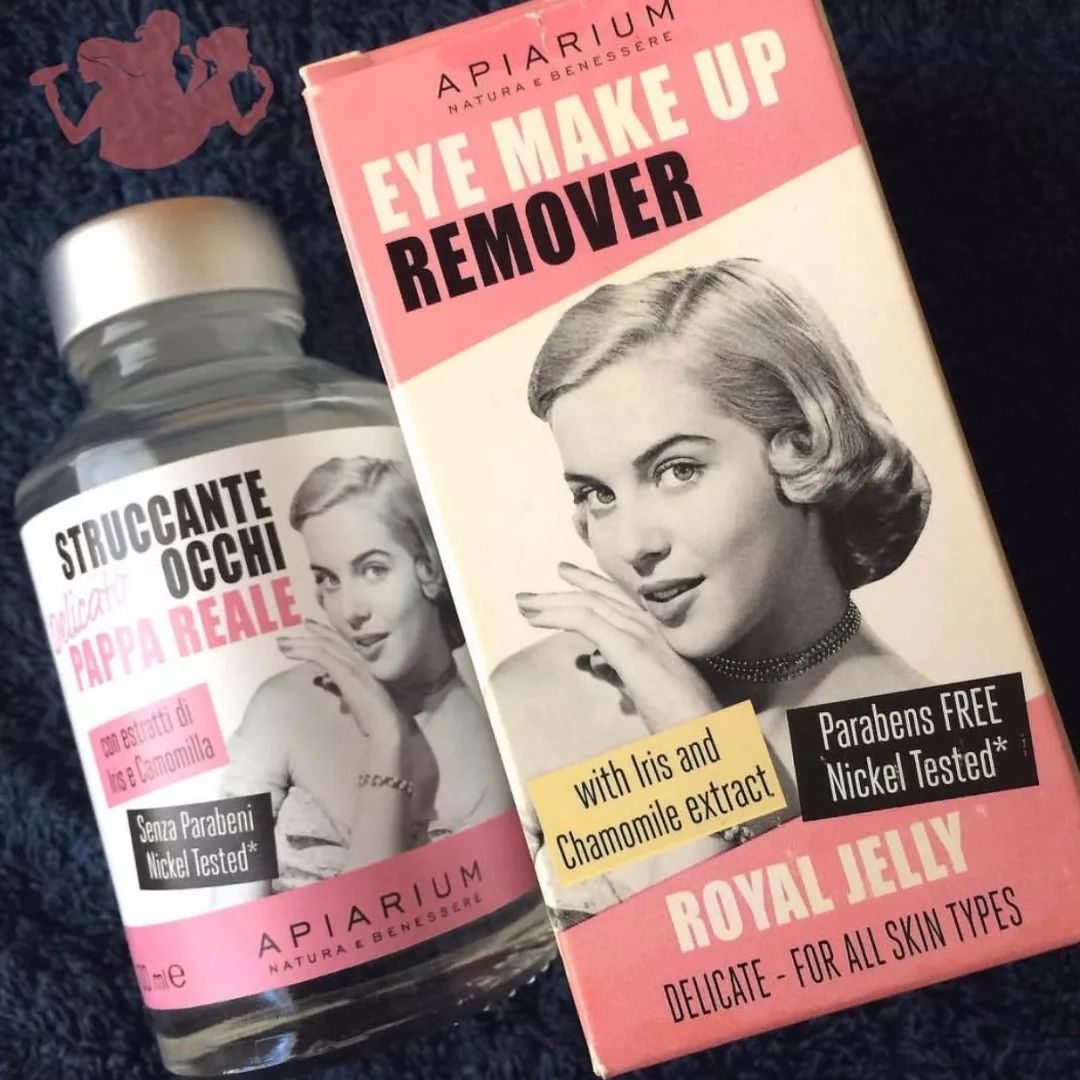 APIARIUM
NATURA E BENESSERE
EYE MAKE UP
REMOVER
with Iris and
Chamomile extract
Parabens FREE
Nickel Tested*
ROYAL JELLY
DELICATE - FOR ALL SKIN TYPES
STRUCCANTE
delicato OCCHI
PAPPA REALE
con estratti di
Iris e Camomilla
Senza Parabeni
Nickel Tested*
APIARIUM
NATURA E BENESSERE
ml e